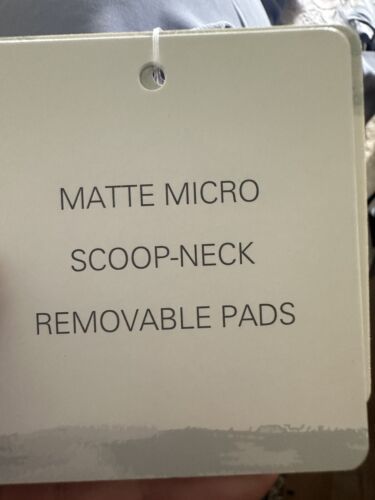 MATTE MICRO
SCOOP-NECK
REMOVABLE PADS